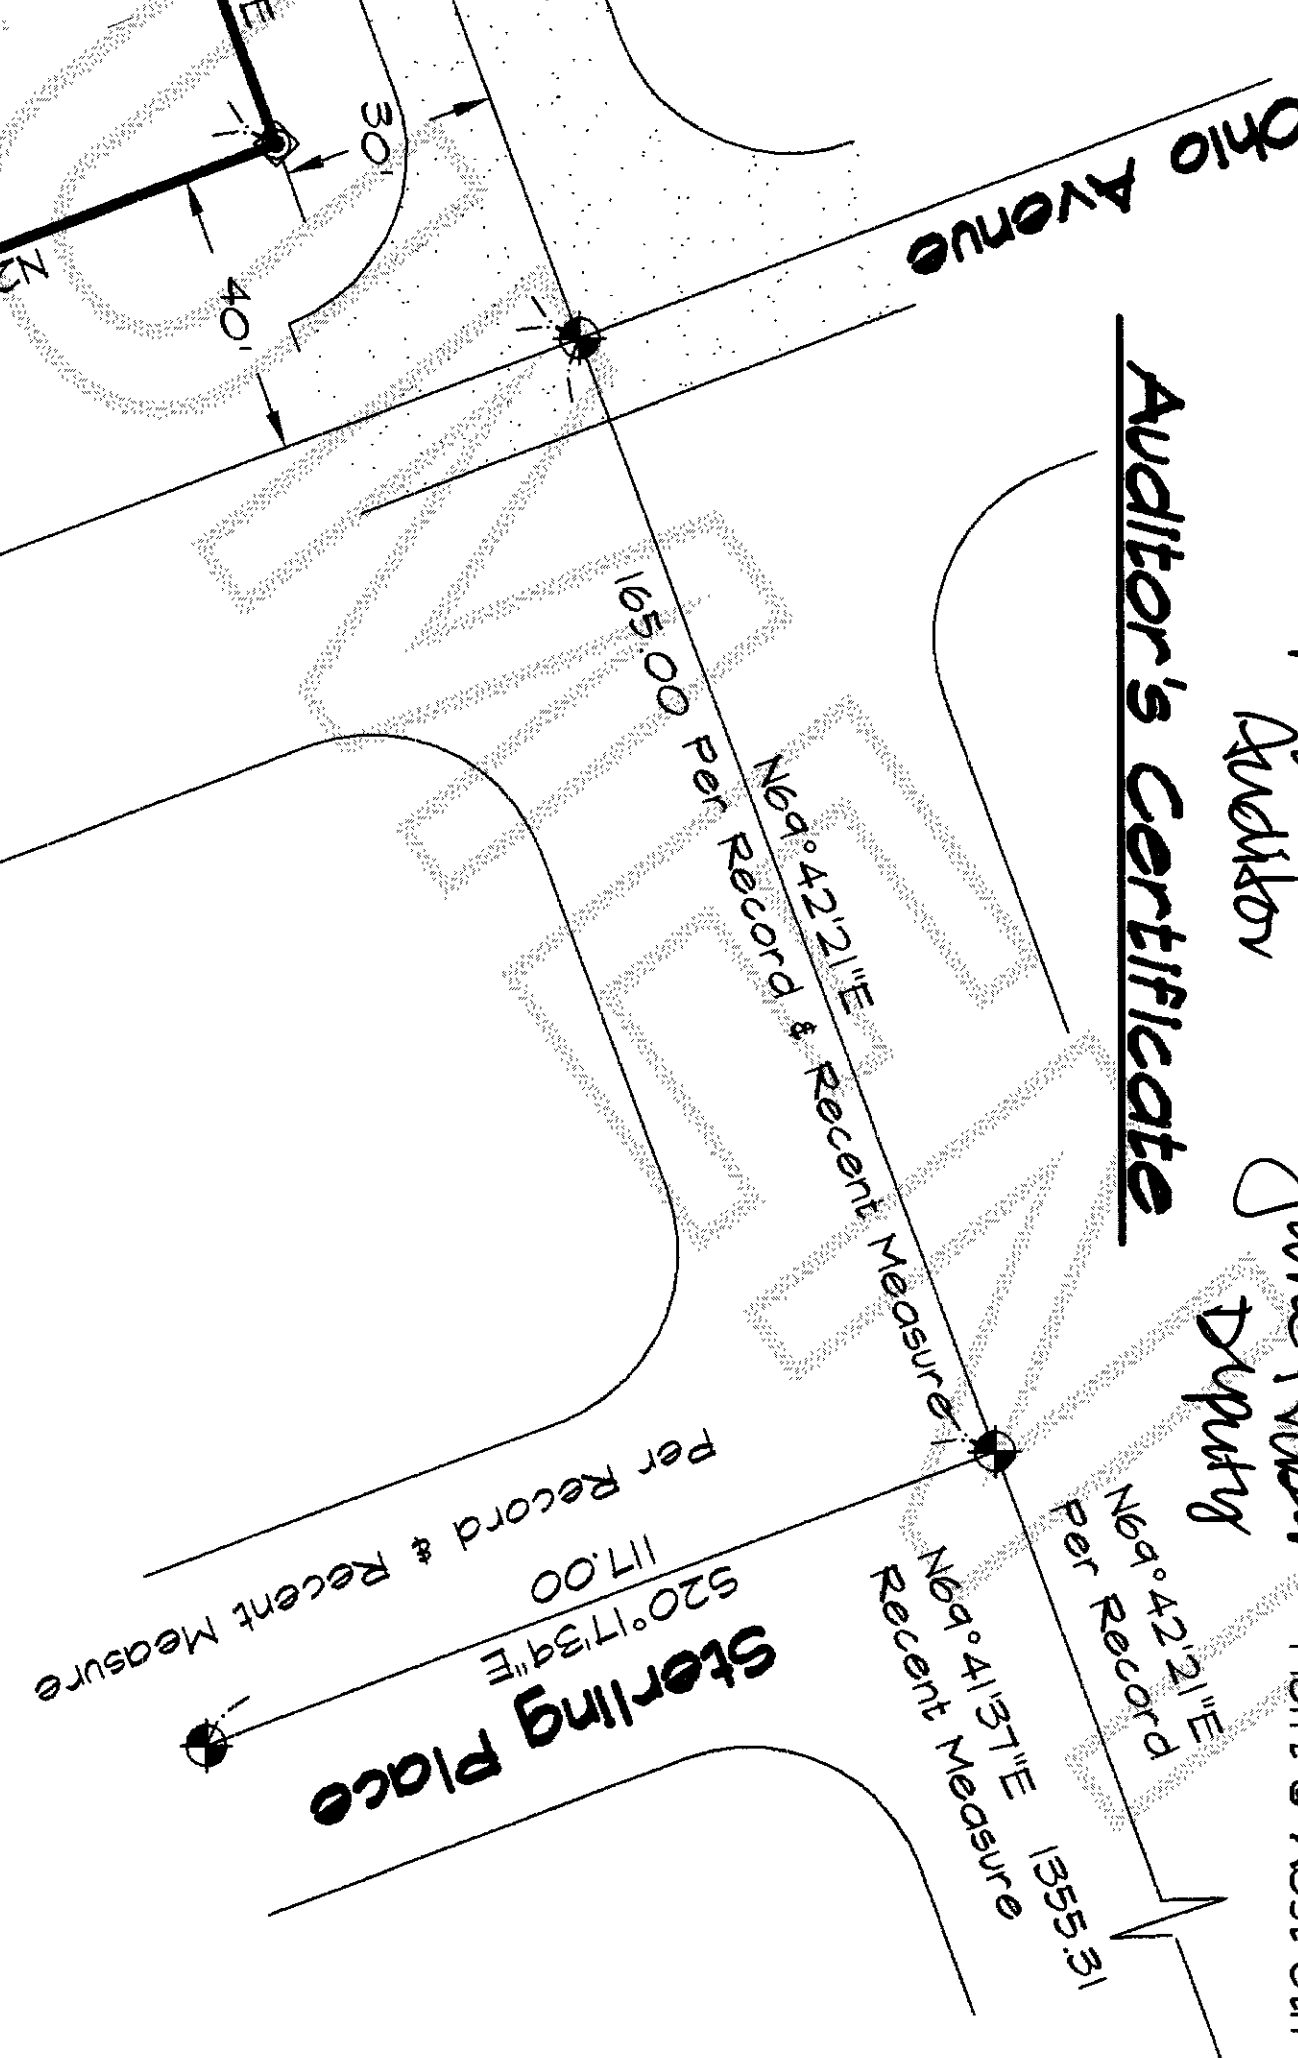 Ohio Avenue
30'
40'
E
N
Auditor's Certificate
Auditor
Deputy
165.00 Per Record & Recent Measure
N69°42'21"E
N69°42'21"E
Per Record
N69°41'37"E 1355.31
Recent Measure
Per Record & Recent Measure
117.00
S20°17'39"E
Sterling Place